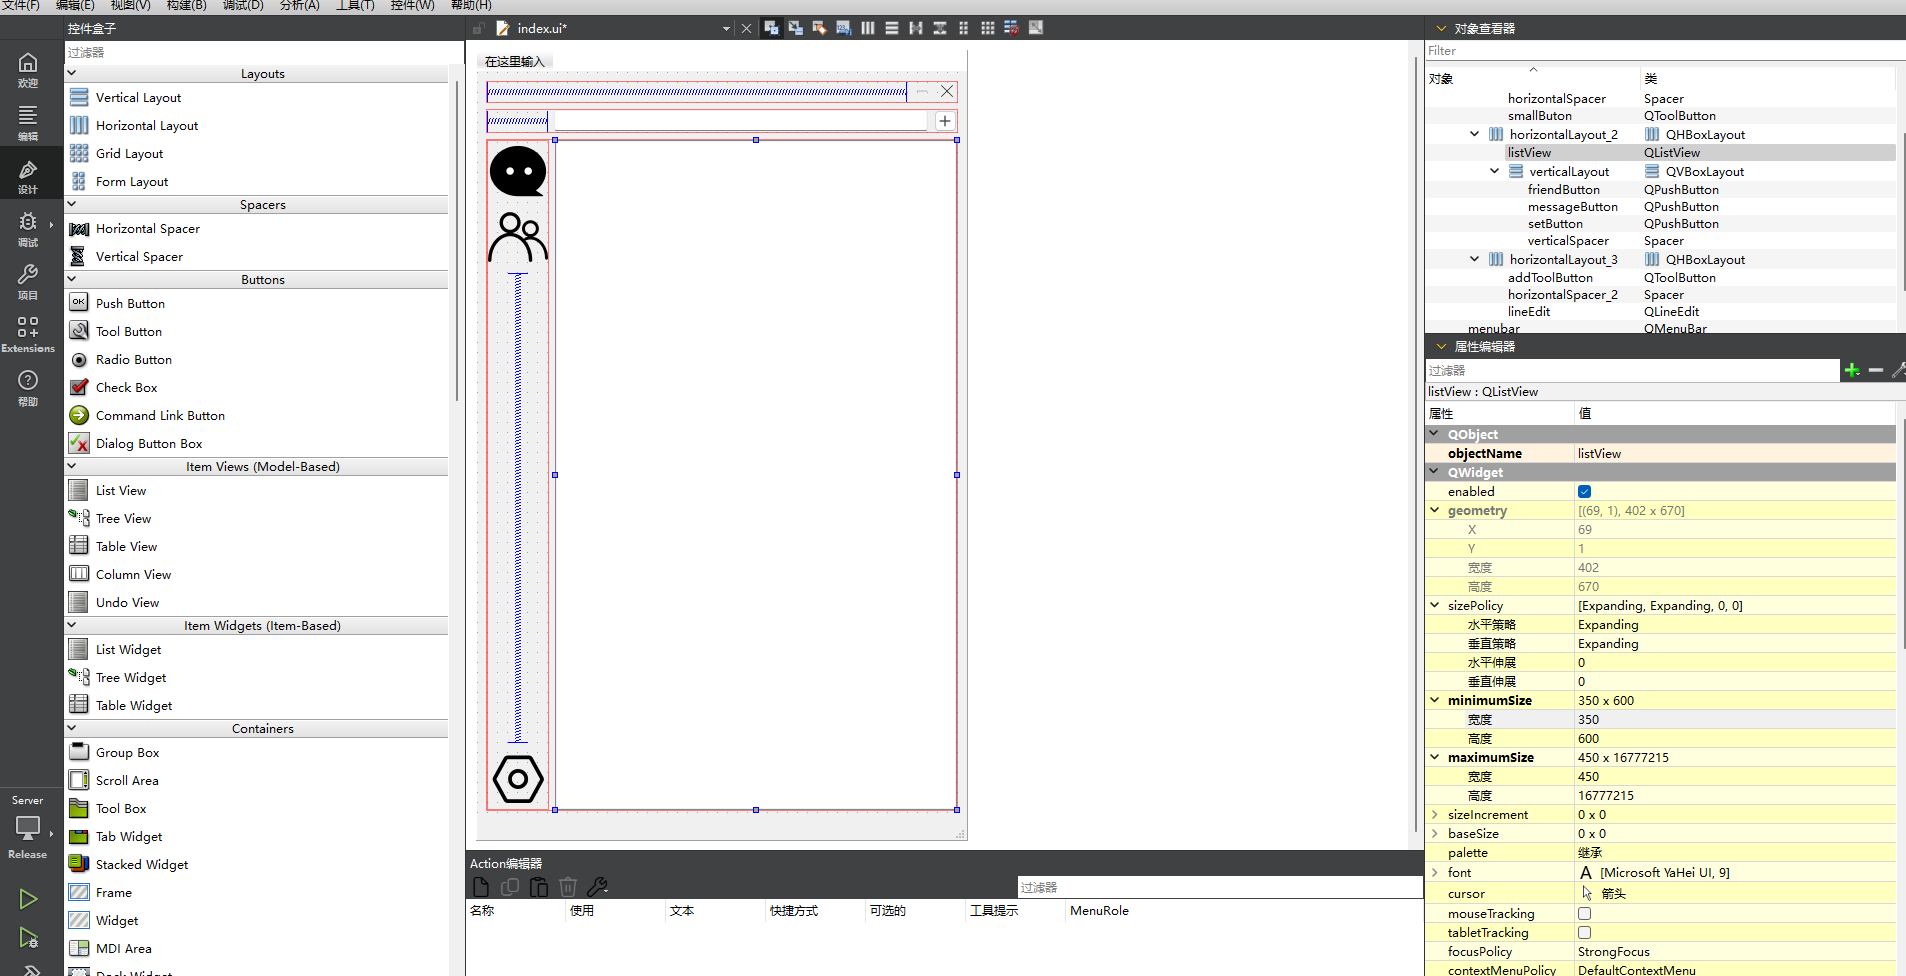 文件(F) 编辑(E) 视图(V) 构建(B) 调试(D) 分析(A) 工具(T) 控件(W) 帮助(H)
欢迎
编辑
设计
调试
项目
Extensions
帮助
Server
Release
控件盒子
过滤器
Layouts
Vertical Layout
Horizontal Layout
Grid Layout
Form Layout
Spacers
Horizontal Spacer
Vertical Spacer
Buttons
OK
Push Button
Tool Button
Radio Button
Check Box
Command Link Button
Dialog Button Box
Item Views (Model-Based)
List View
Tree View
Table View
Column View
Undo View
Item Widgets (Item-Based)
List Widget
Tree Widget
Table Widget
Containers
Group Box
Scroll Area
Tool Box
Tab Widget
Stacked Widget
Frame
Widget
MDI Area
Dock Widget
index.ui*
在这里输入
Action编辑器
过滤器
名称 使用 文本 快捷方式 可选的 工具提示 MenuRole
对象查看器
Filter
对象 类
horizontalSpacer Spacer
smallButon QToolButton
horizontalLayout_2 QHBoxLayout
listView QListView
verticalLayout QVBoxLayout
friendButton QPushButton
messageButton QPushButton
setButton QPushButton
verticalSpacer Spacer
horizontalLayout_3 QHBoxLayout
addToolButton QToolButton
horizontalSpacer_2 Spacer
lineEdit QLineEdit
menubar QMenuBar
属性编辑器
过滤器
listView : QListView
属性 值
QObject
objectName listView
QWidget
enabled
geometry [(69, 1), 402 x 670]
X 69
Y 1
宽度 402
高度 670
sizePolicy [Expanding, Expanding, 0, 0]
水平策略 Expanding
垂直策略 Expanding
水平伸展 0
垂直伸展 0
minimumSize 350 x 600
宽度 350
高度 600
maximumSize 450 x 16777215
宽度 450
高度 16777215
sizeIncrement 0 x 0
baseSize 0 x 0
palette 继承
font A [Microsoft YaHei UI, 9]
cursor 箭头
mouseTracking
tabletTracking
focusPolicy StrongFocus
contextMenuPolicy DefaultContextMenu